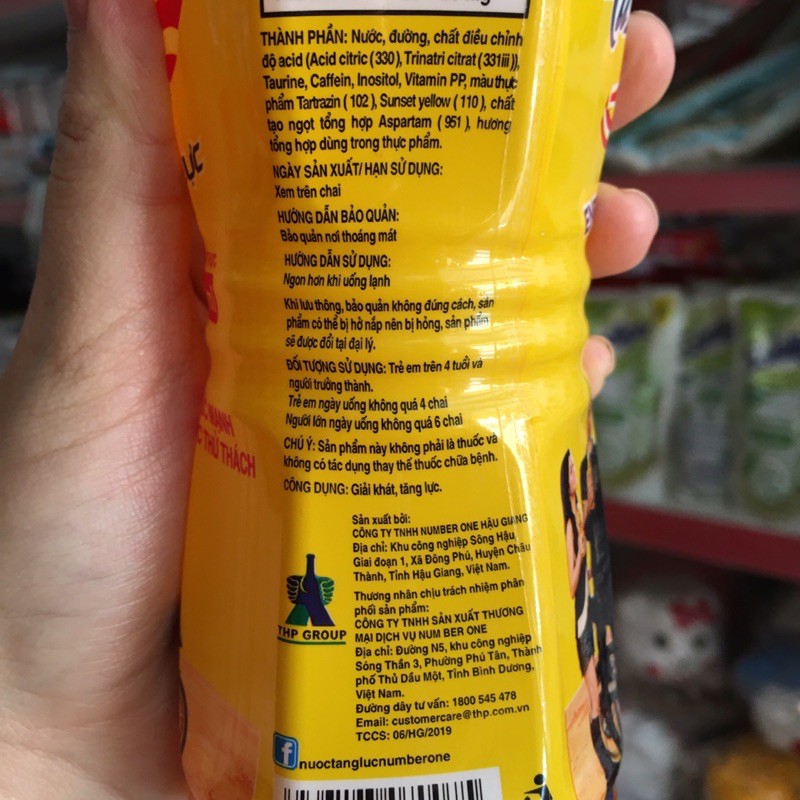 THÀNH PHẦN: Nước, đường, chất điều chỉnh
độ acid (Acid citric (330), Trinatri citrat (331iii)),
Taurine, Caffein, Inositol, Vitamin PP, màu thực
phẩm Tartrazin (102), Sunset yellow (110), chất
tạo ngọt tổng hợp Aspartam (951), hương
tổng hợp dùng trong thực phẩm.
NGÀY SẢN XUẤT/ HẠN SỬ DỤNG:
Xem trên chai
HƯỚNG DẪN BẢO QUẢN:
Bảo quản nơi thoáng mát
HƯỚNG DẪN SỬ DỤNG:
Ngon hơn khi uống lạnh
Khi lưu thông, bảo quản không đúng cách, sản
phẩm có thể bị hở nắp nên bị hỏng, sản phẩm
sẽ được đổi tại đại lý.
ĐỐI TƯỢNG SỬ DỤNG: Trẻ em trên 4 tuổi và
người trưởng thành.
Trẻ em ngày uống không quá 4 chai
Người lớn ngày uống không quá 6 chai
CHÚ Ý: Sản phẩm này không phải là thuốc và
không có tác dụng thay thế thuốc chữa bệnh.
CÔNG DỤNG: Giải khát, tăng lực.
Sản xuất bởi:
CÔNG TY TNHH NUMBER ONE HẬU GIANG
Địa chỉ: Khu công nghiệp Sông Hậu,
Giai đoạn 1, Xã Đông Phú, Huyện Châu
Thành, Tỉnh Hậu Giang, Việt Nam.
Thương nhân chịu trách nhiệm phân
phối sản phẩm:
CÔNG TY TNHH SẢN XUẤT THƯƠNG
MẠI DỊCH VỤ NUM BER ONE
Địa chỉ: Đường N5, khu công nghiệp
Sóng Thần 3, Phường Phú Tân, Thành
phố Thủ Dầu Một, Tỉnh Bình Dương,
Việt Nam.
Đường dây tư vấn: 1800 545 478
Email: customercare@thp.com.vn
TCCS: 06/HG/2019
THP GROUP
f nuoctanglucnumberone
MẠNH
THỬ THÁCH